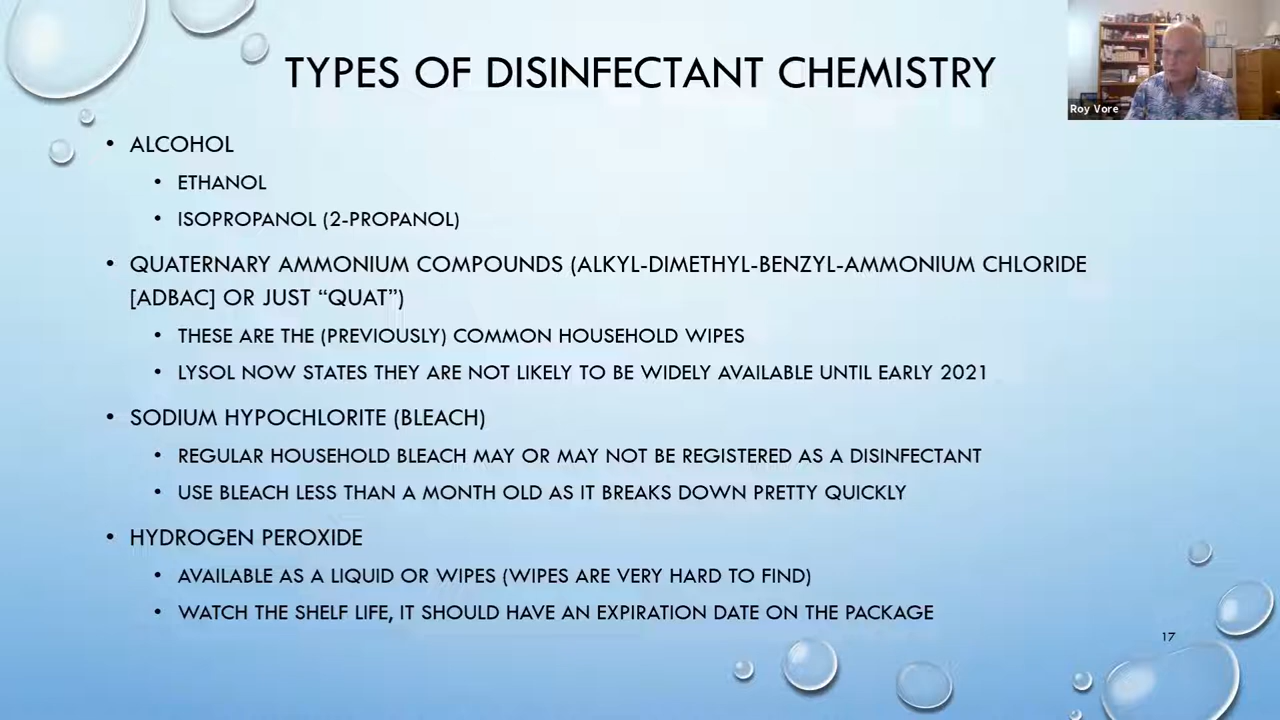 TYPES OF DISINFECTANT CHEMISTRY
Roy Vore
• ALCOHOL
• ETHANOL
• ISOPROPANOL (2-PROPANOL)
• QUATERNARY AMMONIUM COMPOUNDS (ALKYL-DIMETHYL-BENZYL-AMMONIUM CHLORIDE
[ADBAC] OR JUST “QUAT”)
• THESE ARE THE (PREVIOUSLY) COMMON HOUSEHOLD WIPES
• LYSOL NOW STATES THEY ARE NOT LIKELY TO BE WIDELY AVAILABLE UNTIL EARLY 2021
• SODIUM HYPOCHLORITE (BLEACH)
• REGULAR HOUSEHOLD BLEACH MAY OR MAY NOT BE REGISTERED AS A DISINFECTANT
• USE BLEACH LESS THAN A MONTH OLD AS IT BREAKS DOWN PRETTY QUICKLY
• HYDROGEN PEROXIDE
• AVAILABLE AS A LIQUID OR WIPES (WIPES ARE VERY HARD TO FIND)
• WATCH THE SHELF LIFE, IT SHOULD HAVE AN EXPIRATION DATE ON THE PACKAGE
17